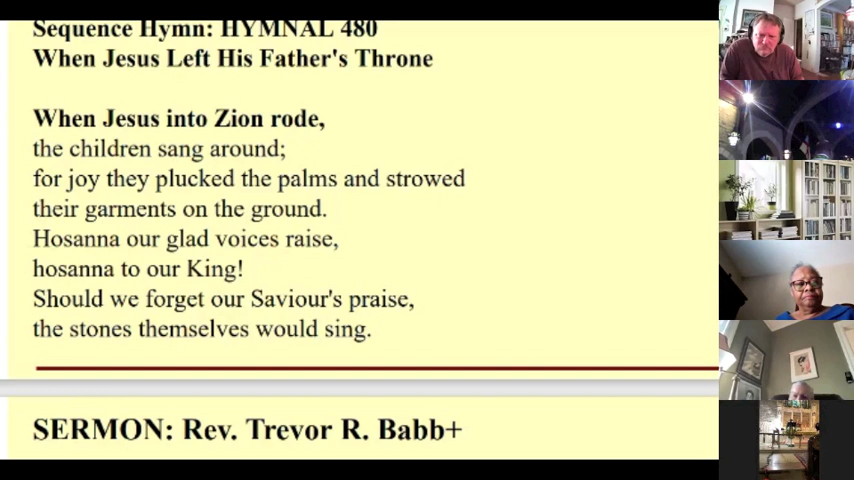 Sequence Hymn: HYMNAL 480
When Jesus Left His Father's Throne
When Jesus into Zion rode,
the children sang around;
for joy they plucked the palms and strowed
their garments on the ground.
Hosanna our glad voices raise,
hosanna to our King!
Should we forget our Saviour's praise,
the stones themselves would sing.
SERMON: Rev. Trevor R. Babb+